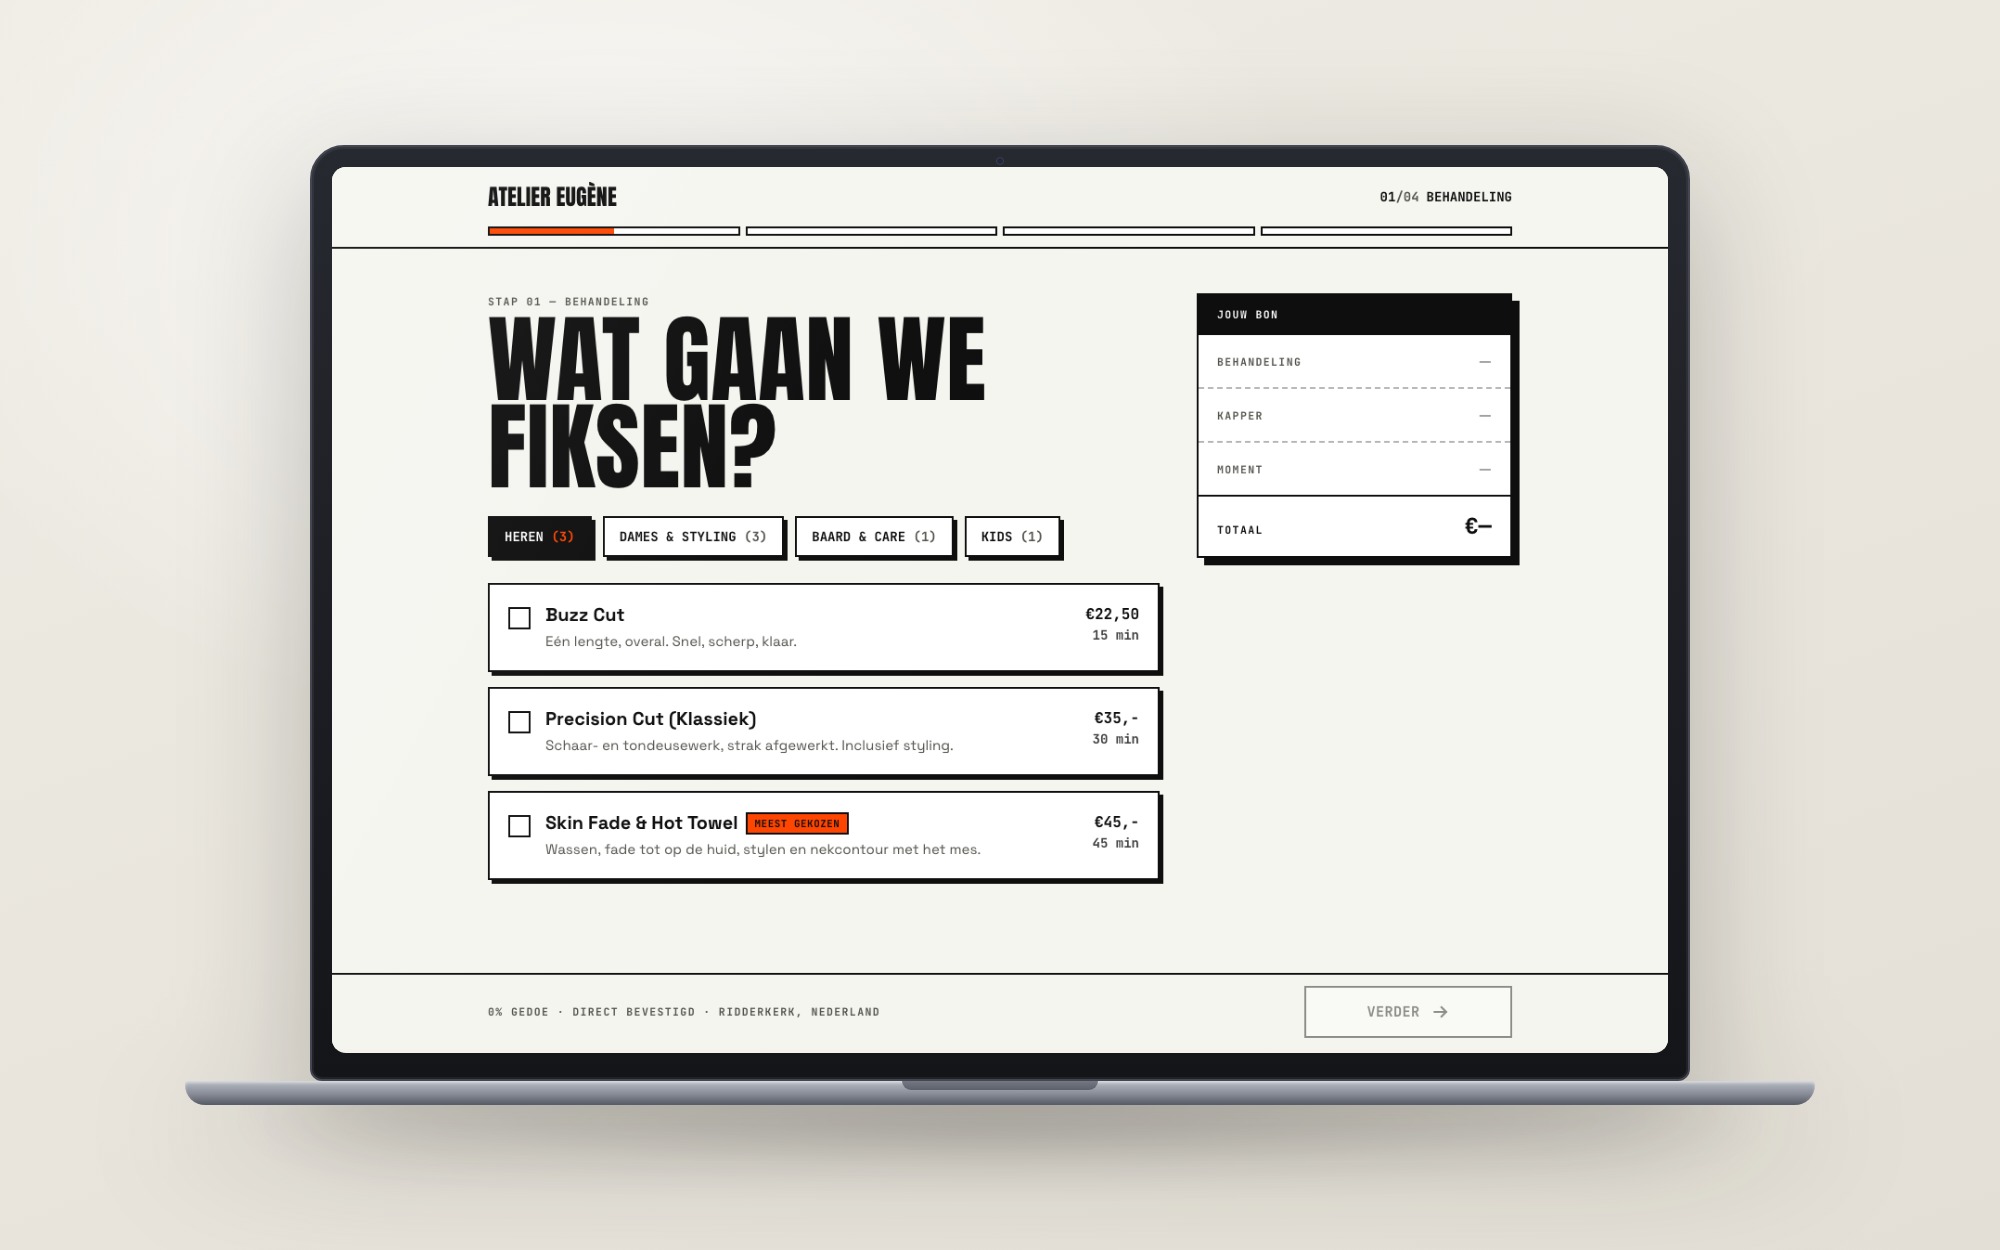 ATELIER EUGÈNE
01/04 BEHANDELING
STAP 01 — BEHANDELING
WAT GAAN WE
FIKSEN?
HEREN (3)
DAMES & STYLING (3)
BAARD & CARE (1)
KIDS (1)
Buzz Cut
€22,50
Eén lengte, overal. Snel, scherp, klaar.
15 min
Precision Cut (Klassiek)
€35,-
Schaar- en tondeusewerk, strak afgewerkt. Inclusief styling.
30 min
Skin Fade & Hot Towel
MEEST GEKOZEN
€45,-
Wassen, fade tot op de huid, stylen en nekcontour met het mes.
45 min
JOUW BON
BEHANDELING —
KAPPER —
MOMENT —
TOTAAL €—
0% GEDOE · DIRECT BEVESTIGD · RIDDERKERK, NEDERLAND
VERDER →